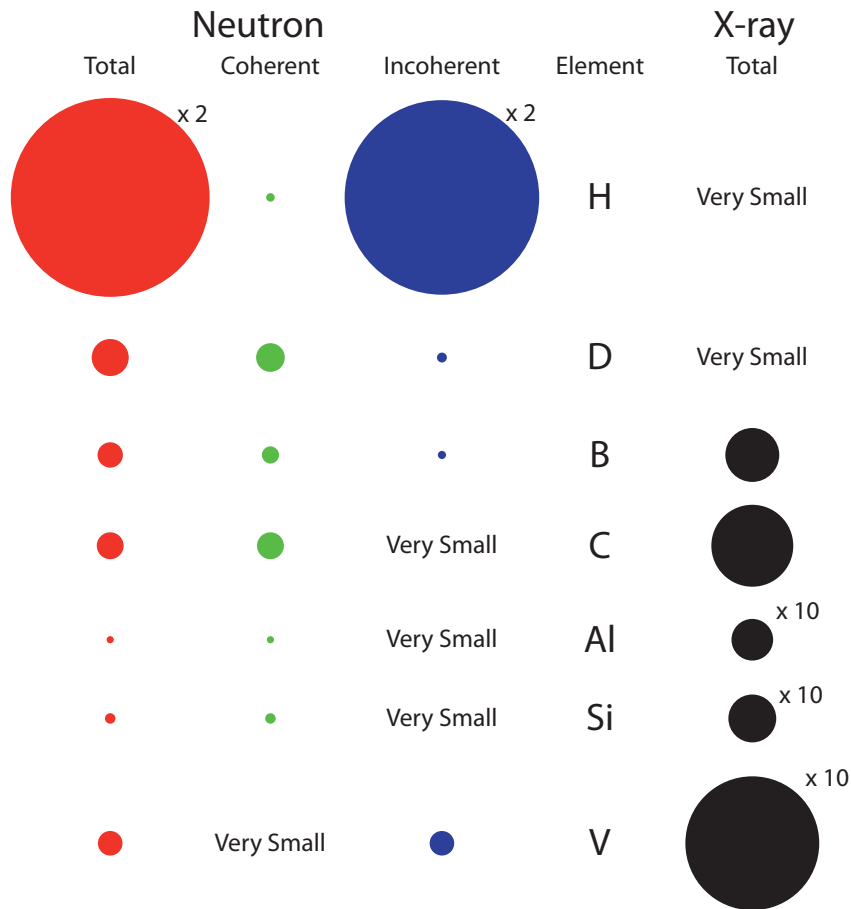 Neutron X-ray
Total Coherent Incoherent Element Total
x 2 x 2
H Very Small
D Very Small
B
Very Small C
x 10
Very Small Al
x 10
Very Small Si
x 10
Very Small V